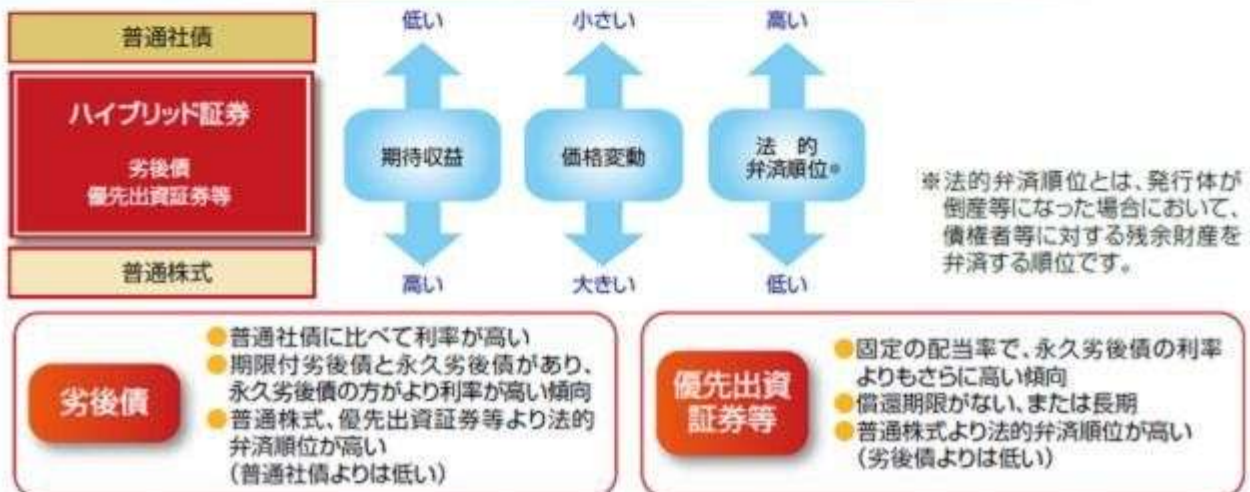 普通社債
ハイブリッド証券
劣後債
優先出資証券等
普通株式
低い
小さい
高い
期待収益
価格変動
法的
弁済順位※
高い
大きい
低い
※法的弁済順位とは、発行体が
倒産等になった場合において、
債権者等に対する残余財産を
弁済する順位です。
劣後債
●普通社債に比べて利率が高い
●期限付劣後債と永久劣後債があり、
永久劣後債の方がより利率が高い傾向
●普通株式、優先出資証券等より法的
弁済順位が高い
(普通社債よりは低い)
優先出資
証券等
●固定の配当率で、永久劣後債の利率
よりもさらに高い傾向
●償還期限がない、または長期
●普通株式より法的弁済順位が高い
(劣後債よりは低い)